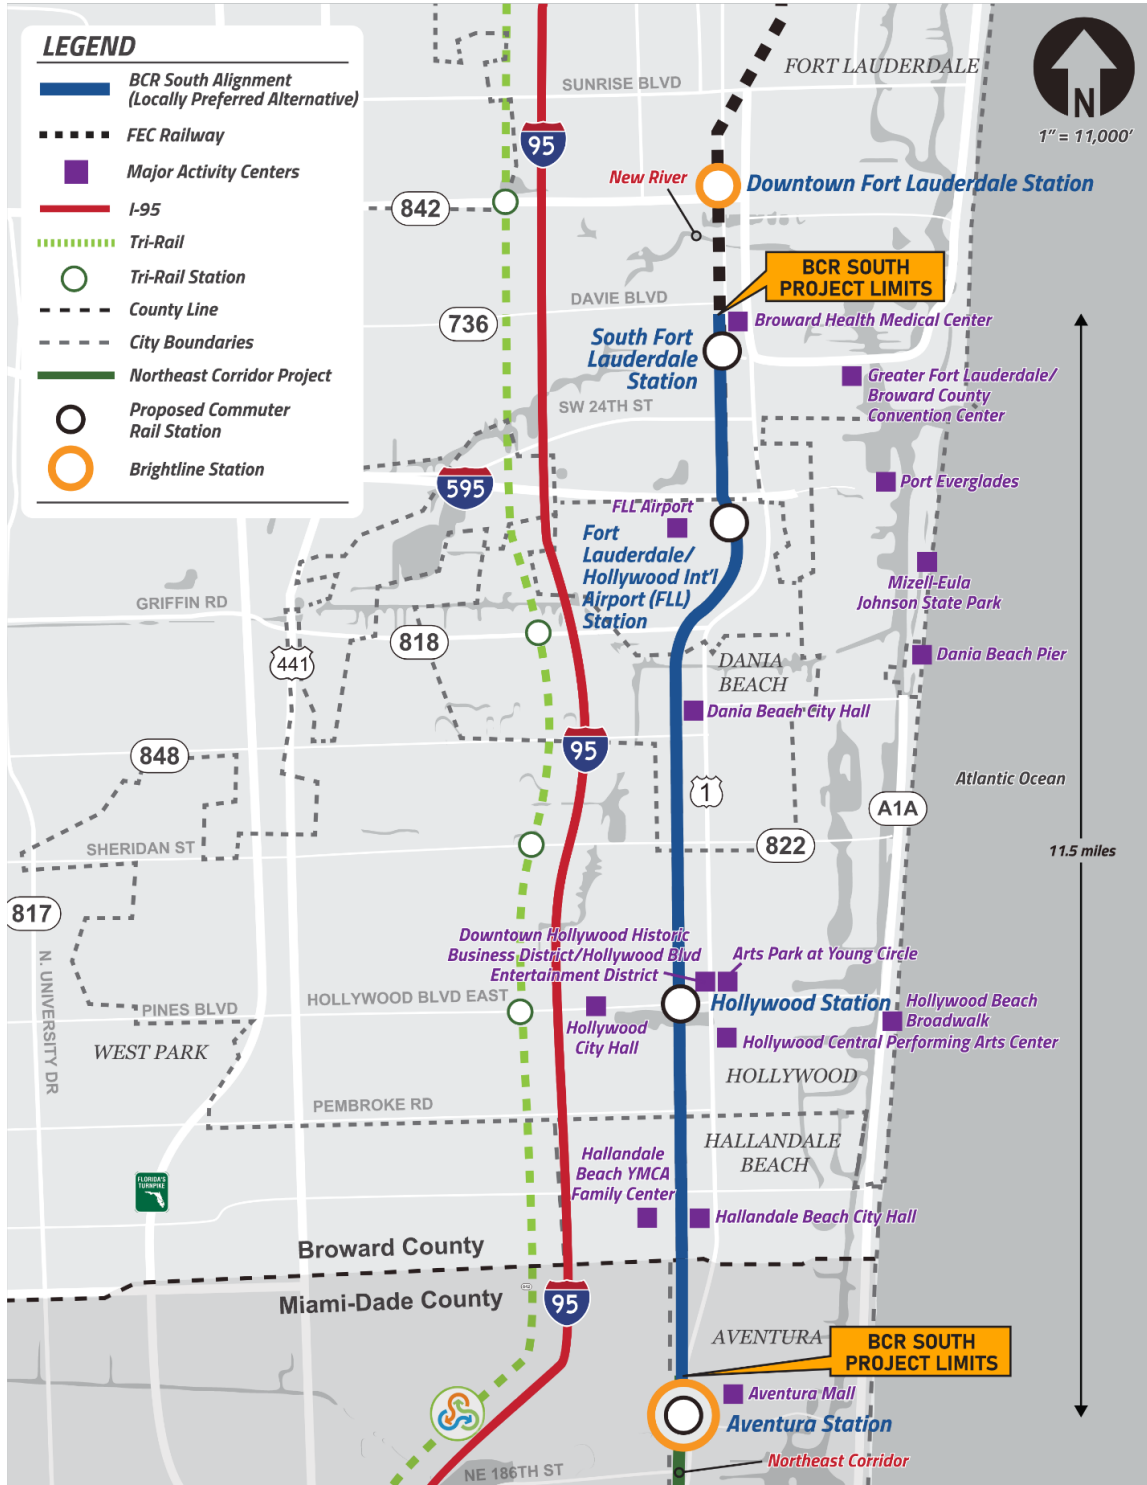 LEGEND
BCR South Alignment
(Locally Preferred Alternative)
FEC Railway
Major Activity Centers
I-95
Tri-Rail
Tri-Rail Station
County Line
City Boundaries
Northeast Corridor Project
Proposed Commuter
Rail Station
Brightline Station
FORT LAUDERDALE
N
1" = 11,000'
SUNRISE BLVD
95
New River
Downtown Fort Lauderdale Station
842
BCR SOUTH
PROJECT LIMITS
DAVIE BLVD
736
Broward Health Medical Center
South Fort
Lauderdale
Station
Greater Fort Lauderdale/
Broward County
Convention Center
SW 24TH ST
595
Port Everglades
FLL Airport
Fort
Lauderdale/
Hollywood Int'l
Airport (FLL)
Station
Mizell-Eula
Johnson State Park
GRIFFIN RD
818
441
DANIA
BEACH
Dania Beach Pier
Dania Beach City Hall
848
95
1
Atlantic Ocean
A1A
SHERIDAN ST
822
11.5 miles
817
N. UNIVERSITY DR
Downtown Hollywood Historic
Business District/Hollywood Blvd
Entertainment District
Arts Park at Young Circle
HOLLYWOOD BLVD EAST
PINES BLVD
Hollywood Station
Hollywood Beach
Broadwalk
Hollywood
City Hall
Hollywood Central Performing Arts Center
WEST PARK
HOLLYWOOD
PEMBROKE RD
HALLANDALE
BEACH
Hallandale
Beach YMCA
Family Center
FLORIDA'S
TURNPIKE
Hallandale Beach City Hall
Broward County
Miami-Dade County
95
AVENTURA
BCR SOUTH
PROJECT LIMITS
Aventura Mall
Aventura Station
Northeast Corridor
NE 186TH ST